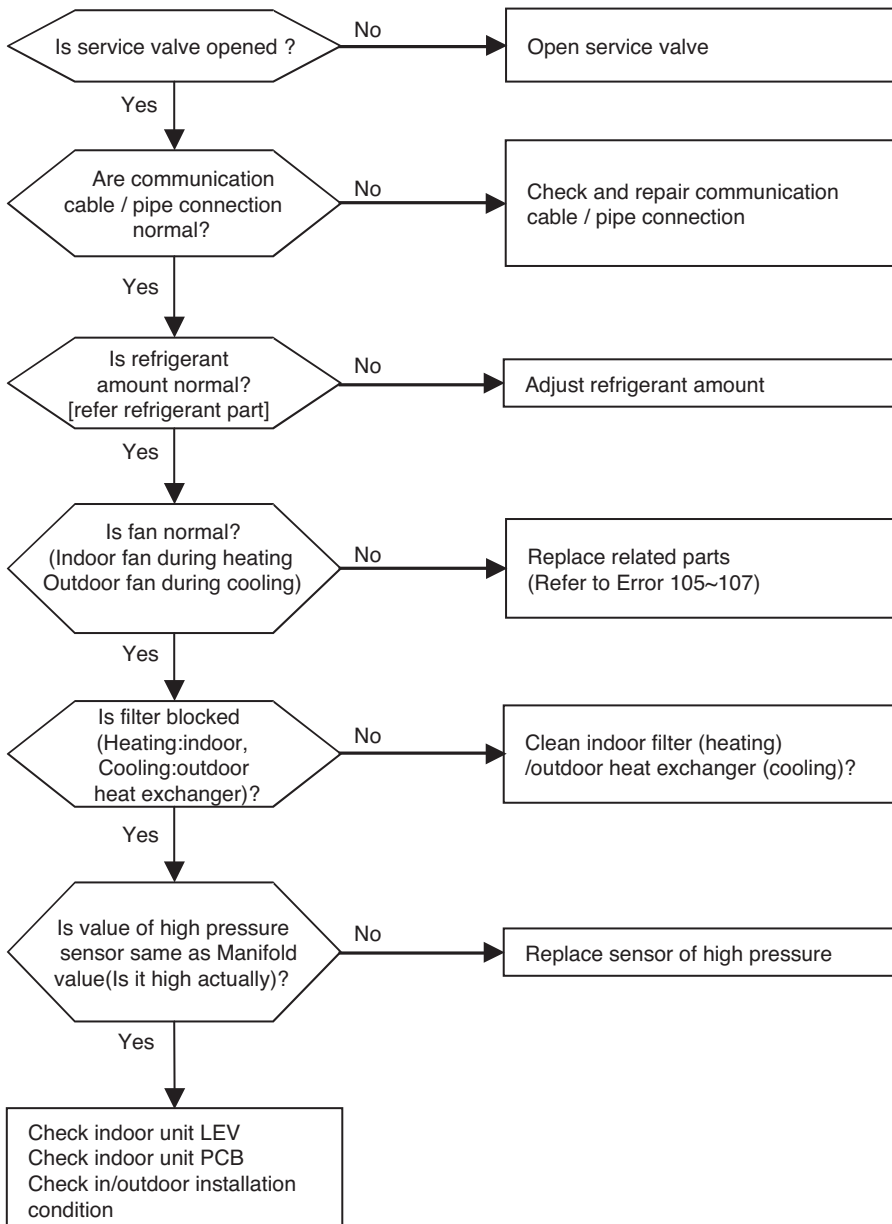 Is service valve opened ?
No
Open service valve
Yes
Are communication
cable / pipe connection
normal?
No
Check and repair communication
cable / pipe connection
Yes
Is refrigerant
amount normal?
[refer refrigerant part]
No
Adjust refrigerant amount
Yes
Is fan normal?
(Indoor fan during heating
Outdoor fan during cooling)
No
Replace related parts
(Refer to Error 105~107)
Yes
Is filter blocked
(Heating:indoor,
Cooling:outdoor
heat exchanger)?
No
Clean indoor filter (heating)
/outdoor heat exchanger (cooling)?
Yes
Is value of high pressure
sensor same as Manifold
value(Is it high actually)?
No
Replace sensor of high pressure
Yes
Check indoor unit LEV
Check indoor unit PCB
Check in/outdoor installation
condition